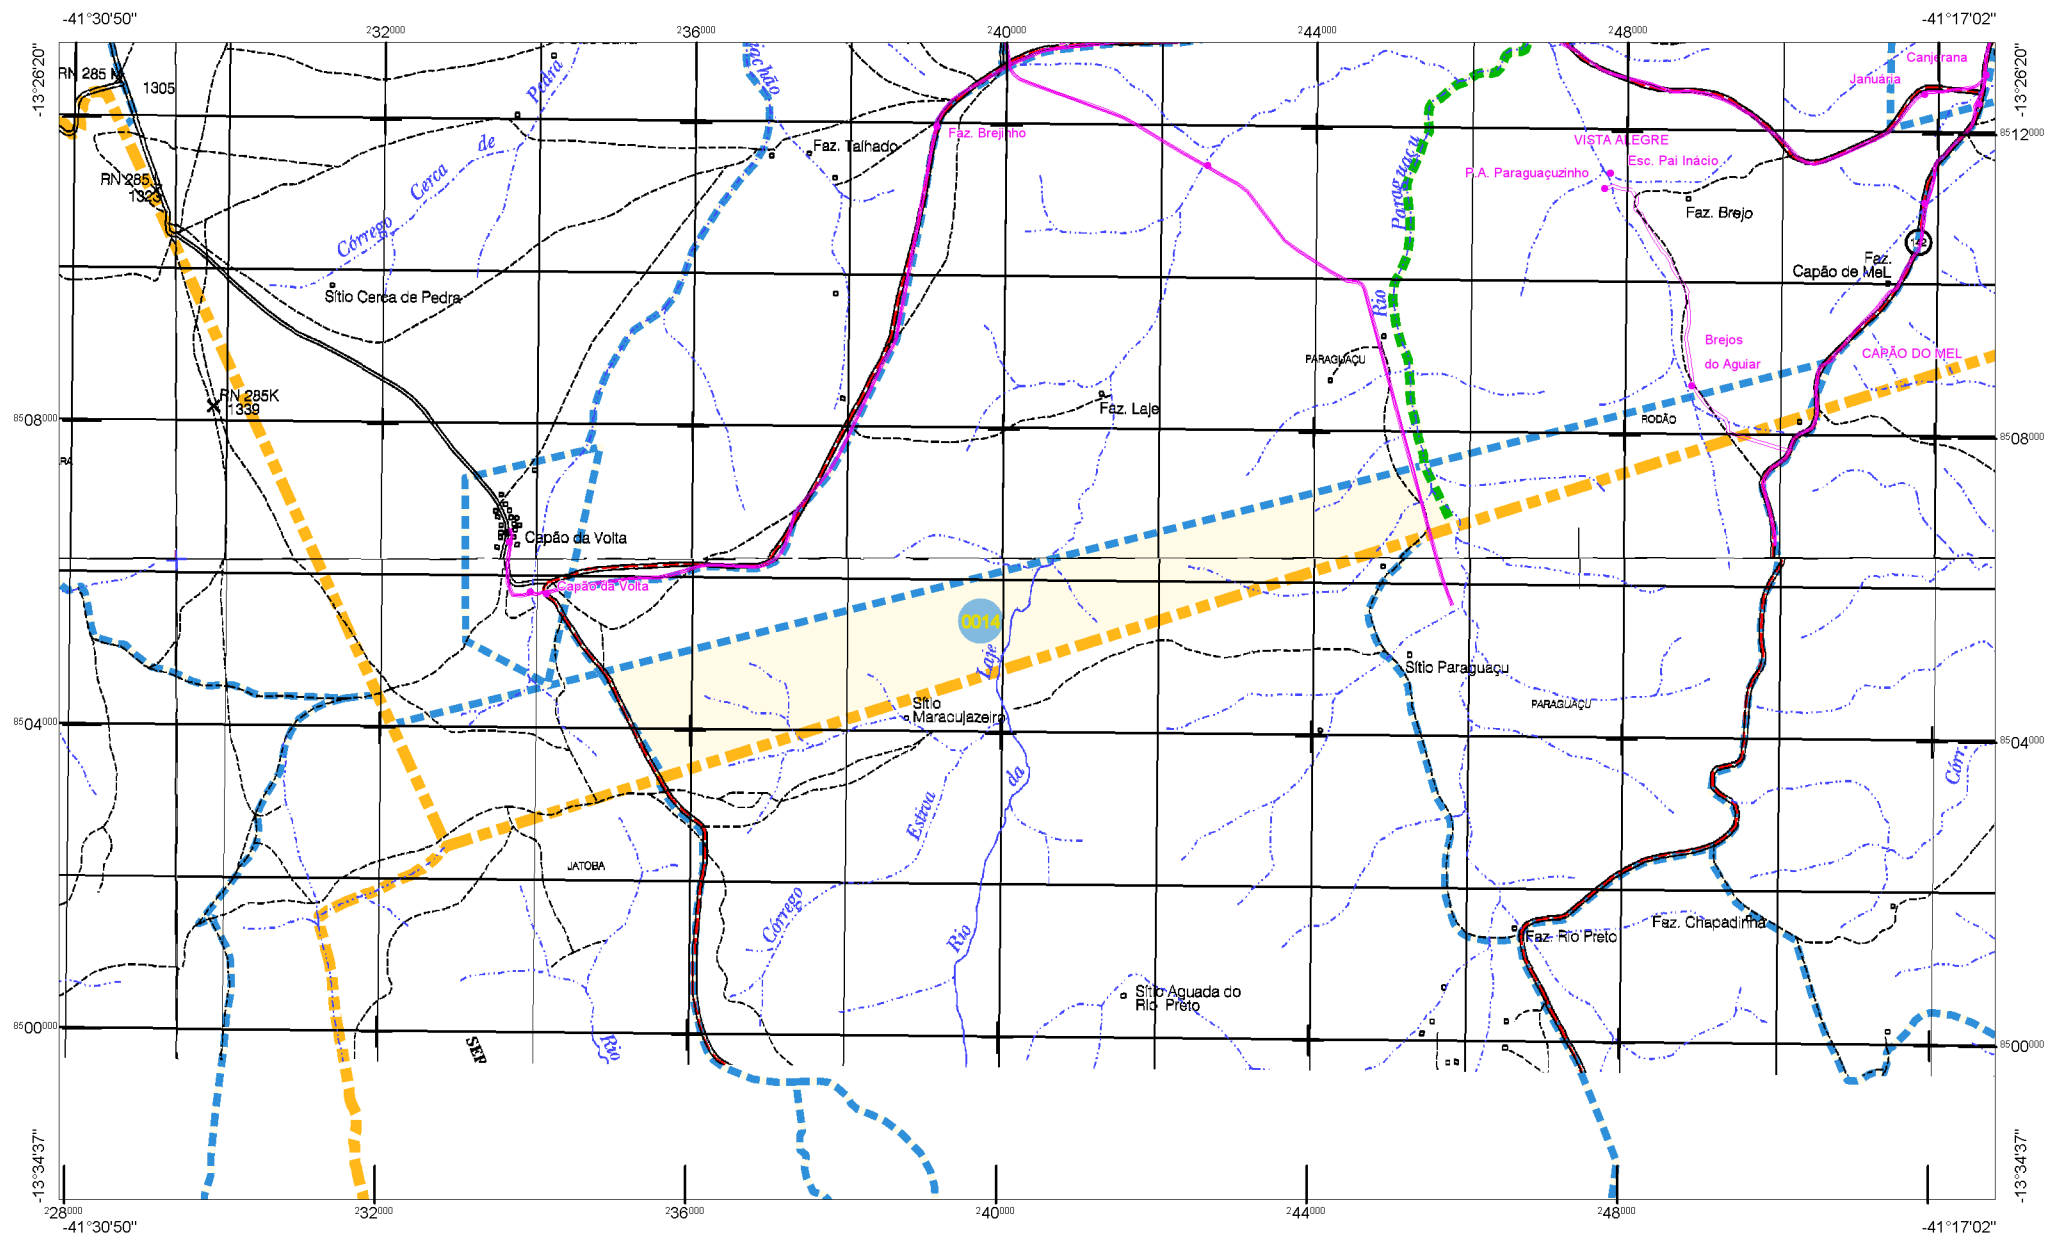 -41°30'50"
-41°17'02"
232000
236000
240000
244000
248000
-13°26'20"
-13°26'20"
RN 285
1305
Pedro
Canjerana
Januária
Faz. Brejinho
Faz. Talhado
de
Cerca
Córrego
Paraguaçu
VISTA ALEGRE
Esc. Pai Inácio
P.A. Paraguaçuzinho
8512000
RN 285
1323
Faz. Brejo
142
Faz.
Capão de Mel
Sítio Cerca de Pedra
Rio
Brejos
do Aguiar
CAPÃO DO MEL
PARAGUAÇU
RN 285K
1339
Faz. Laje
RODÃO
8508000
8508000
RA
Capão da Volta
Capão da Volta
0014
Laje
Sítio Paraguaçu
Sítio
Maracujazeiro
PARAGUAÇU
8504000
8504000
da
Córr.
Estiva
JATOBA
Córrego
Rio
Faz. Rio Preto
Faz. Chapadinha
Sítio Aguada do
Rio Preto
8500000
8500000
SER
Rio
-13°34'37"
-13°34'37"
228000
232000
236000
240000
244000
248000
-41°30'50"
-41°17'02"